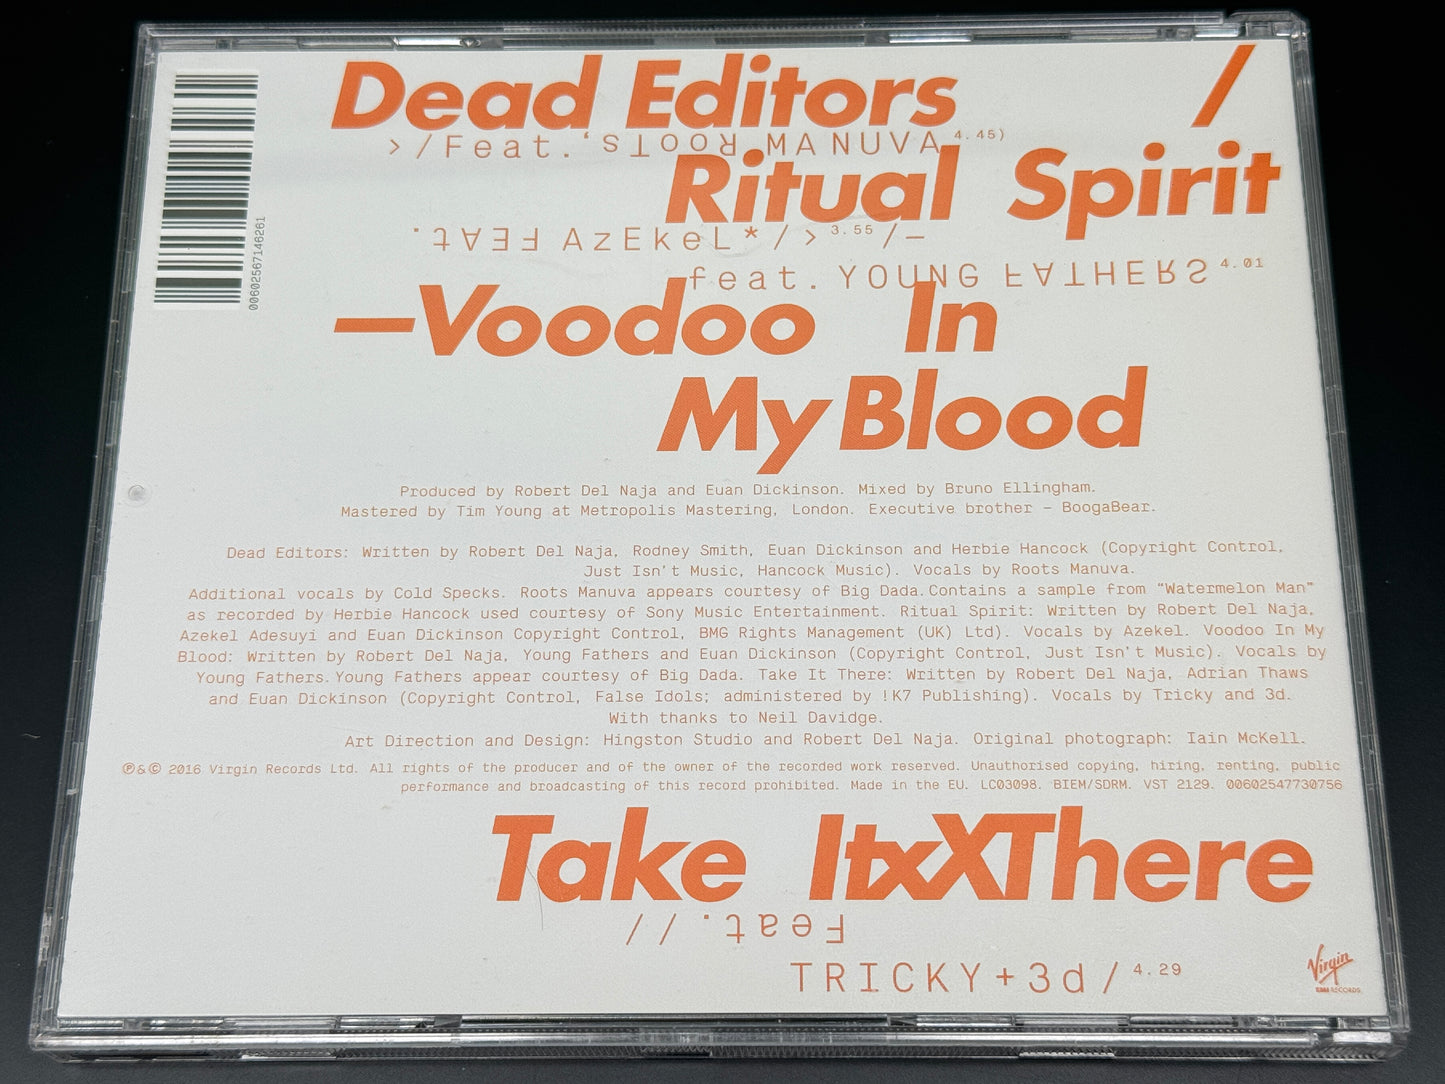 Dead Editors /
>/Feat. ROOTS MANUVA 4.45)
Ritual Spirit
FEAT. AzEKeL*/> 3.55 /–
feat. YOUNG FATHERS 4.01
—Voodoo In
My Blood
Produced by Robert Del Naja and Euan Dickinson. Mixed by Bruno Ellingham.
Mastered by Tim Young at Metropolis Mastering, London. Executive brother – BoogaBear.
Dead Editors: Written by Robert Del Naja, Rodney Smith, Euan Dickinson and Herbie Hancock (Copyright Control,
Just Isn't Music, Hancock Music). Vocals by Roots Manuva.
Additional vocals by Cold Specks. Roots Manuva appears courtesy of Big Dada.Contains a sample from “Watermelon Man”
as recorded by Herbie Hancock used courtesy of Sony Music Entertainment. Ritual Spirit: Written by Robert Del Naja,
Azekel Adesuyi and Euan Dickinson Copyright Control, BMG Rights Management (UK) Ltd). Vocals by Azekel. Voodoo In My
Blood: Written by Robert Del Naja, Young Fathers and Euan Dickinson (Copyright Control, Just Isn't Music). Vocals by
Young Fathers.Young Fathers appear courtesy of Big Dada. Take It There: Written by Robert Del Naja, Adrian Thaws
and Euan Dickinson (Copyright Control, False Idols; administered by !K7 Publishing). Vocals by Tricky and 3d.
With thanks to Neil Davidge.
Art Direction and Design: Hingston Studio and Robert Del Naja. Original photograph: Iain McKell.
℗&© 2016 Virgin Records Ltd. All rights of the producer and of the owner of the recorded work reserved. Unauthorised copying, hiring, renting, public
performance and broadcasting of this record prohibited. Made in the EU. LC03098. BIEM/SDRM. VST 2129. 00602547730756
Take ItxXThere
Feat. //
TRICKY+3d/ 4.29
00602567146261
Virgin
EMI RECORDS